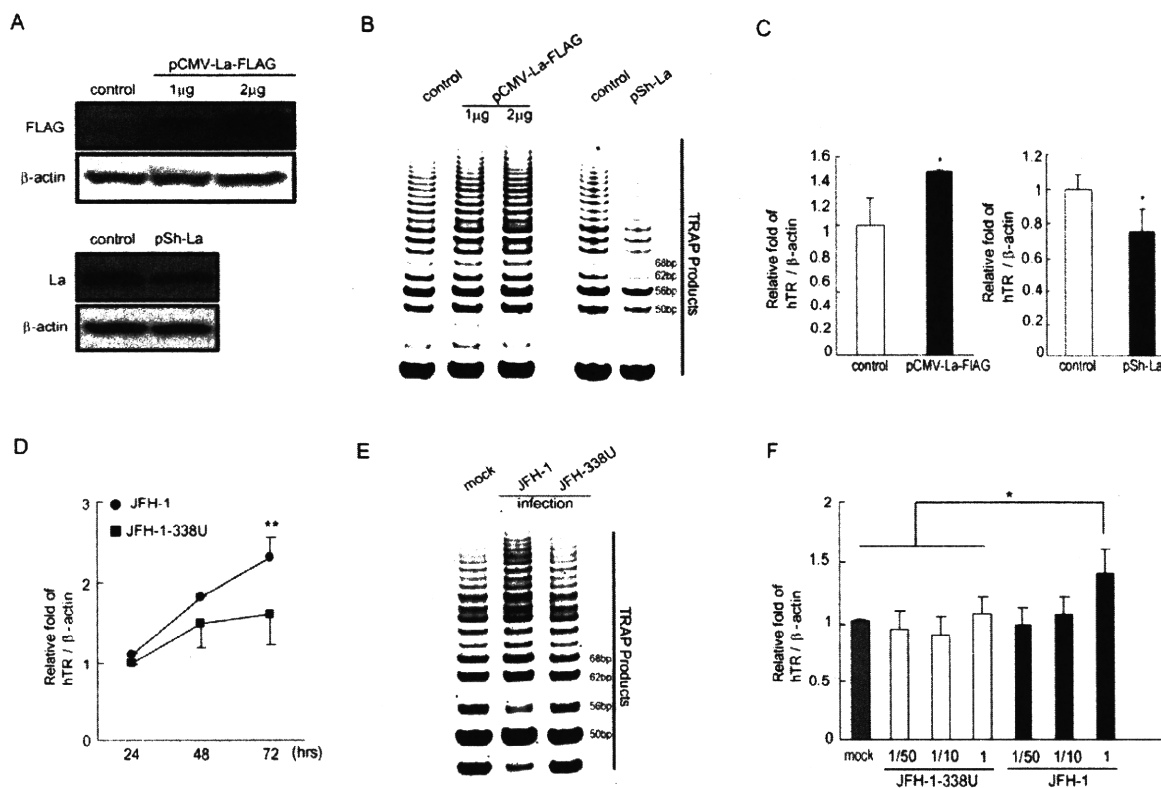 A
pCMV-La-FLAG
control 1μg 2μg
FLAG
β-actin
control pSh-La
La
β-actin
B
control
pCMV-La-FLAG
1μg 2μg
control
pSh-La
68bp
62bp
56bp
50bp
TRAP Products
C
Relative fold of
hTR / β-actin
1.6
1.4
1.2
1
0.8
0.6
0.4
0.2
0
*
control pCMV-La-FlAG
Relative fold of
hTR / β-actin
1.2
1
0.8
0.6
0.4
0.2
0
*
control pSh-La
D
Relative fold of
hTR / β-actin
3
2
1
0
JFH-1
JFH-1-338U
**
24 48 72 (hrs)
E
mock
JFH-1
JFH-338U
infection
68bp
62bp
56bp
50bp
TRAP Products
F
Relative fold of
hTR / β-actin
2
1.5
1
0.5
0
*
mock 1/50 1/10 1 1/50 1/10 1
JFH-1-338U JFH-1